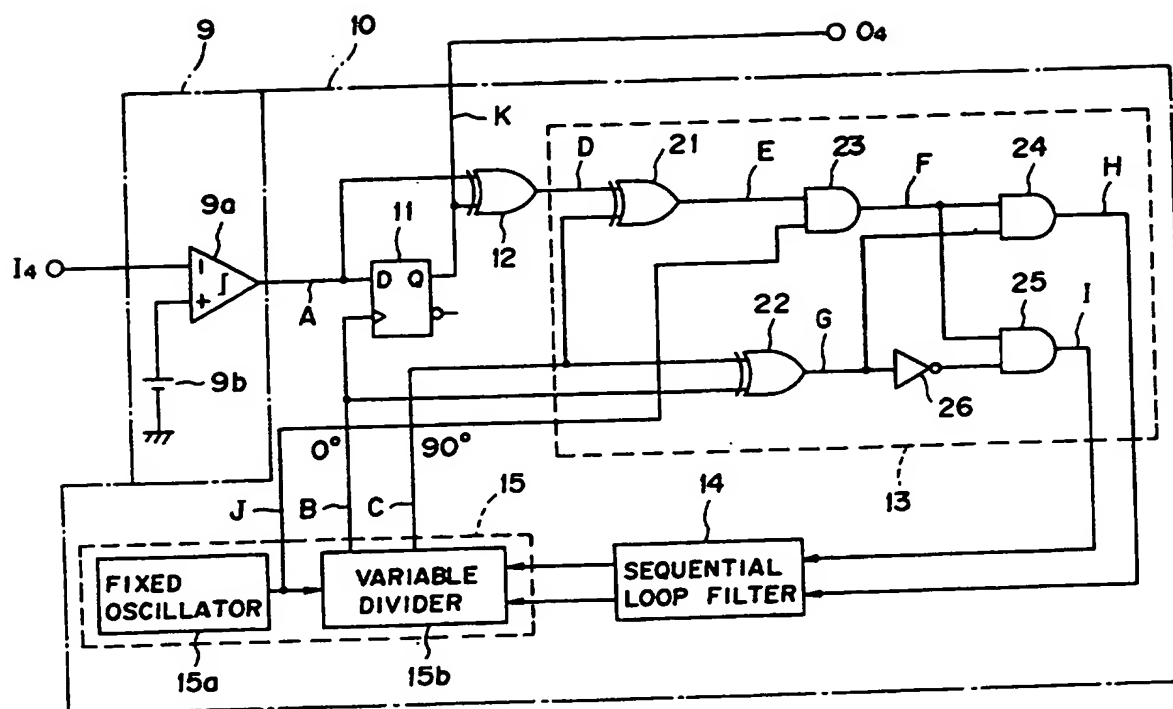 9
10
O4
K
D
21
E
23
F
24
H
9a
11
12
I4
D Q
A
22
G
25
I
9b
26
0°
90°
J
B
C
15
14
13
FIXED
OSCILLATOR
VARIABLE
DIVIDER
SEQUENTIAL
LOOP FILTER
15a
15b